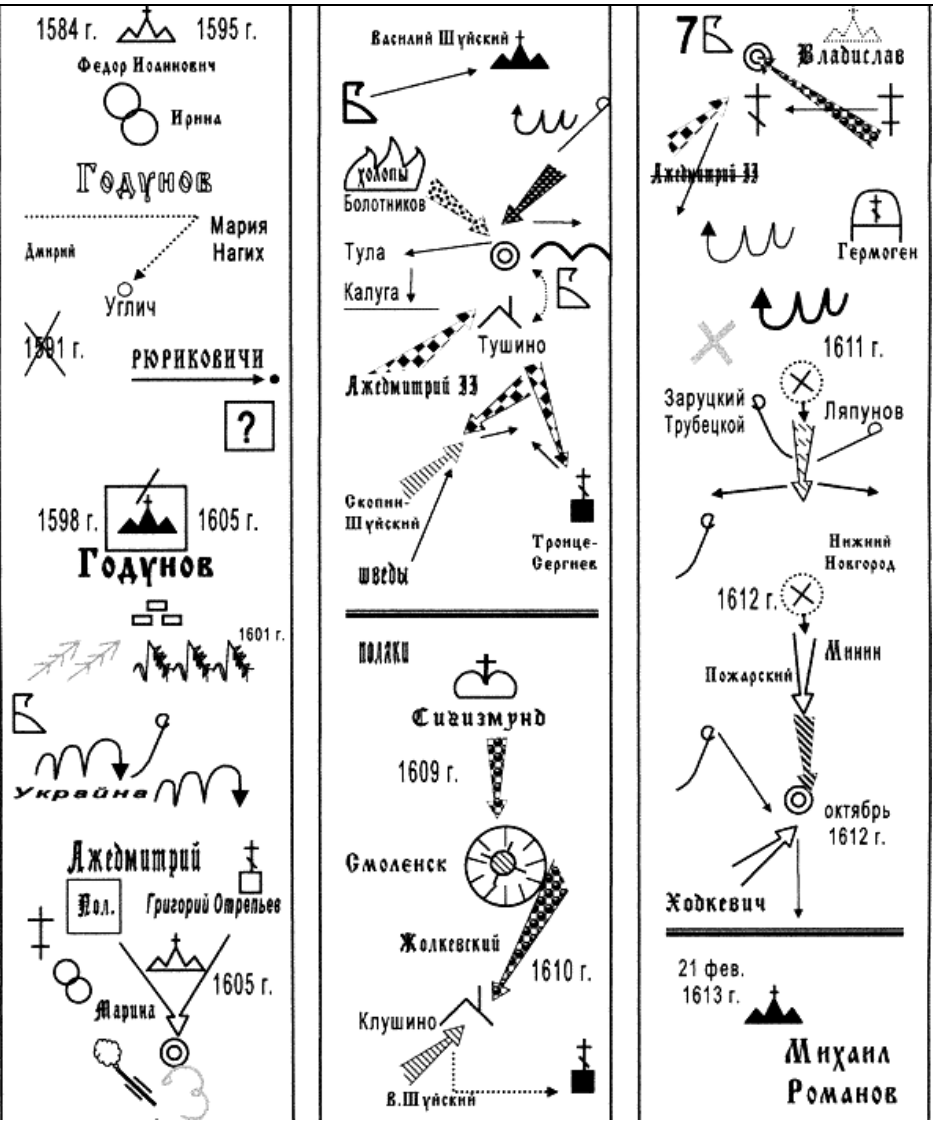 1584 г. 1595 г.
Федор Иоаннович
Ирина
Годунов
Мария
Нагих
Дмирий
Углич
1591 г.
РЮРИКОВИЧИ
?
1598 г. 1605 г.
Годунов
1601 г.
Украйна
Лжедмитрий
Пол. Григорий Отрепьев
1605 г.
Марина
Василий Шуйский
холопы
Болотников
Тула
Калуга
Тушино
Лжедмитрий II
Скопин-
Шуйский
Троице-
Сергиев
шведы
поляки
Сигизмунд
1609 г.
Смоленск
Жолкевский
1610 г.
Клушино
В.Шуйский
7
Владислав
Лжедмитрий II
Гермоген
1611 г.
Заруцкий
Трубецкой
Ляпунов
Нижний
Новгород
1612 г.
Минин
Пожарский
октябрь
1612 г.
Ходкевич
21 фев.
1613 г.
Михаил
Романов